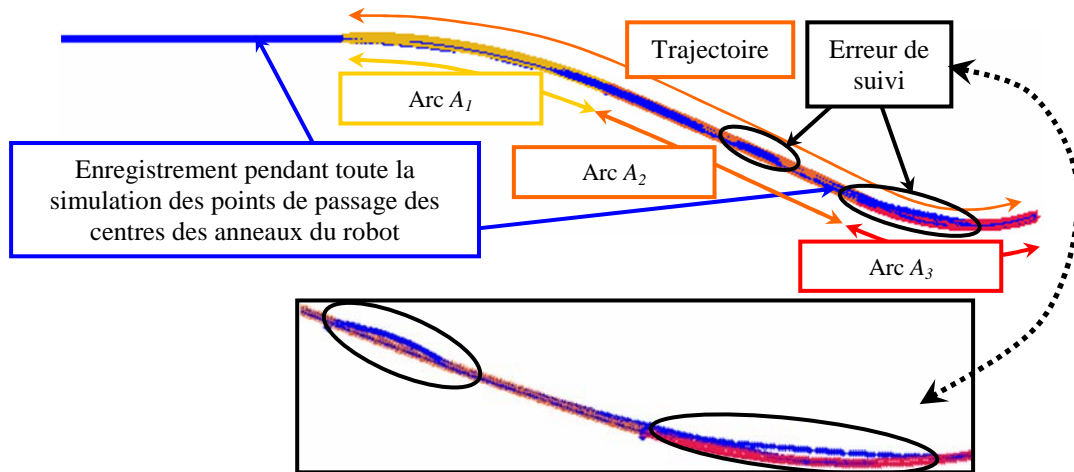 Trajectoire
Erreur de
suivi
Arc A1
Enregistrement pendant toute la
simulation des points de passage des
centres des anneaux du robot
Arc A2
Arc A3